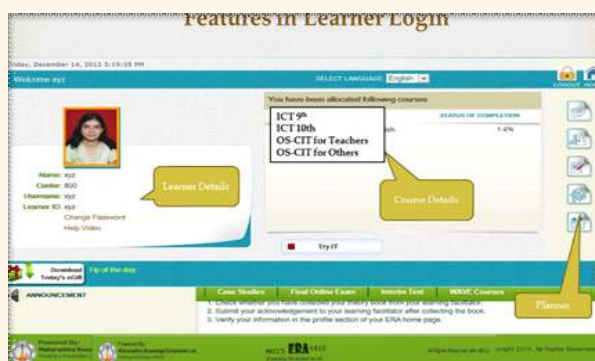 Features in Learner Login
Friday, December 14, 2012 3:15:35 PM
Welcome xyz
SELECT LANGUAGE English
LOGOUT
You have been allocated following courses
STATUS OF COMPLETION
ICT 9th
ICT 10th
OS-CIT for Teachers
OS-CIT for Others
1.4%
Learner Details
Course Details
Name: xyz
Center: 800
Username: xyz
Learner ID: xyz
Change Password
Help Video
Try IT
Planner
Download
Today's eGift
Tip of the day:
ANNOUNCEMENT
Case Studies
Final Online Exam
Interim Test
WAVE Courses
1. Check whether you have collected your theory book from your learning facilitator.
2. Submit your acknowledgement to your learning facilitator after collecting the book.
3. Verify your information in the profile section of your ERA home page.
Powered By:
Powered By:
ERA
All Rights Reserved